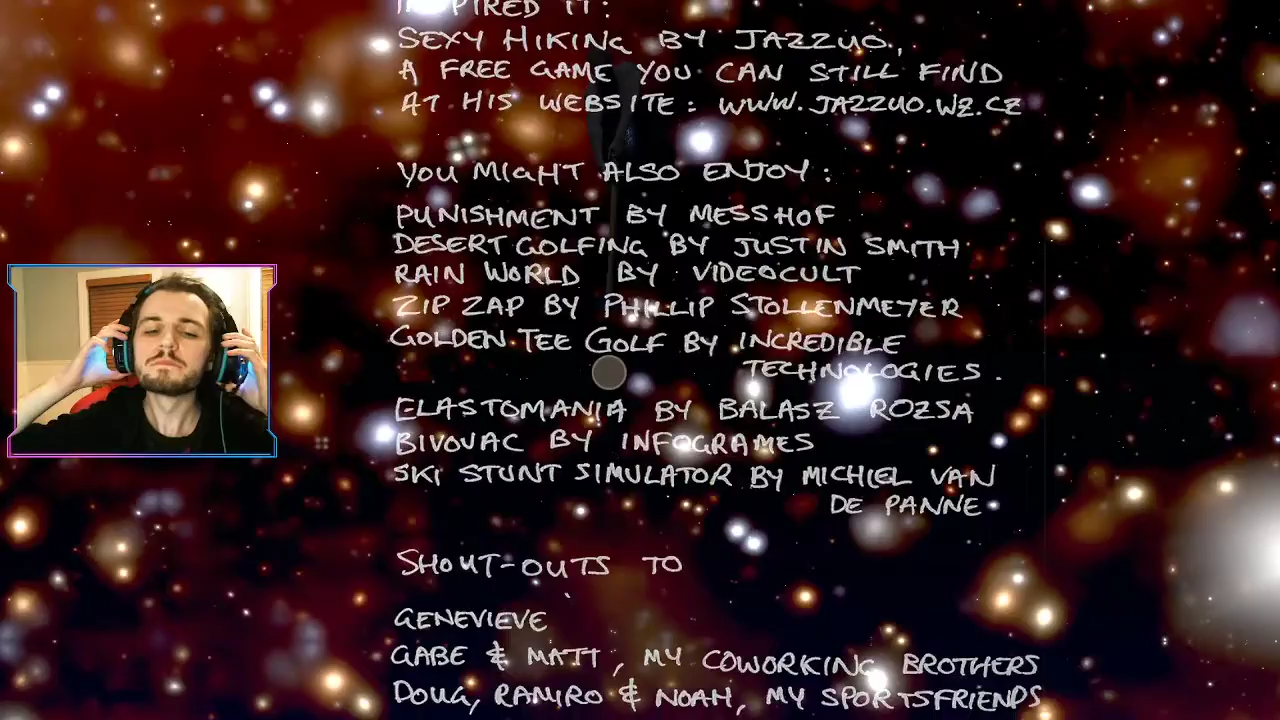 INSPIRED IT:
SEXY HIKING BY JAZZUO,
A FREE GAME YOU CAN STILL FIND
AT HIS WEBSITE: WWW.JAZZUO.WZ.CZ
YOU MIGHT ALSO ENJOY:
PUNISHMENT BY MESSHOF
DESERT GOLFING BY JUSTIN SMITH
RAIN WORLD BY VIDEOCULT
ZIP ZAP BY PHILLIP STOLLENMEYER
GOLDEN TEE GOLF BY INCREDIBLE
TECHNOLOGIES.
ELASTOMANIA BY BALASZ ROZSA
BIVOUAC BY INFOGRAMES
SKI STUNT SIMULATOR BY MICHIEL VAN
DE PANNE
SHOUT-OUTS TO
GENEVIEVE
GABE & MATT, MY COWORKING BROTHERS
DOUG, RAMIRO & NOAH, MY SPORTSFRIENDS